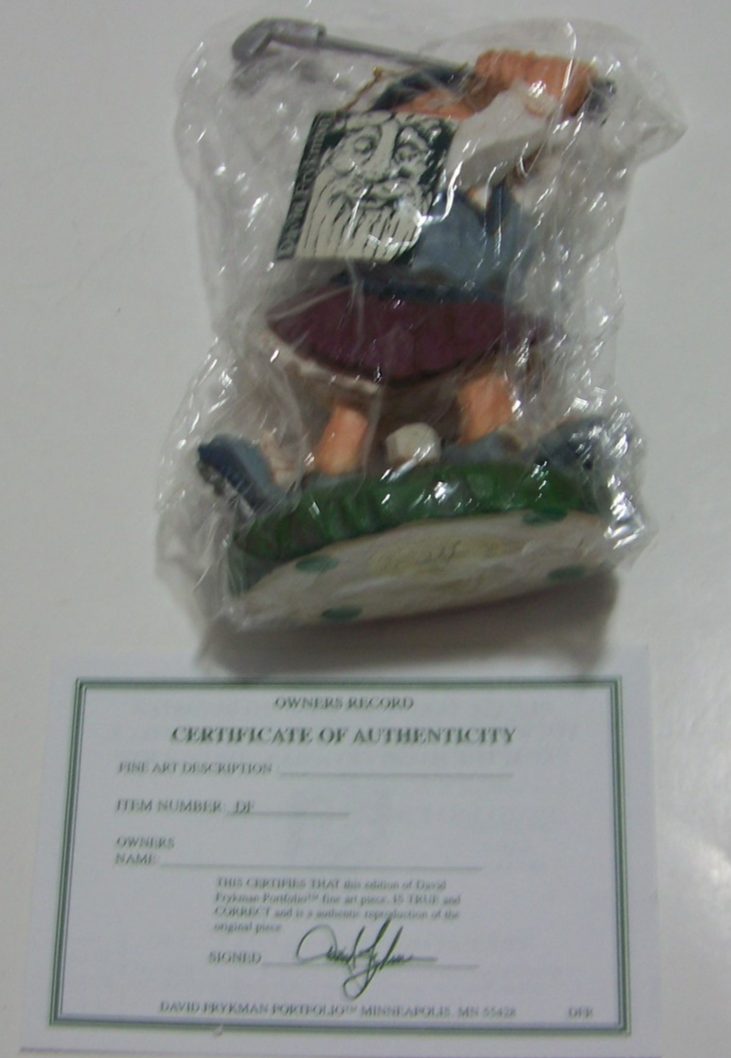 David Frykman
OWNERS RECORD
CERTIFICATE OF AUTHENTICITY
FINE ART DESCRIPTION
ITEM NUMBER: DF
OWNERS
NAME:
THIS CERTIFIES THAT this edition of David
Frykman Portfolio™ fine art piece, IS TRUE and
CORRECT and is a authentic reproduction of the
original piece.
SIGNED
DAVID FRYKMAN PORTFOLIO™ MINNEAPOLIS, MN 55428 DFR